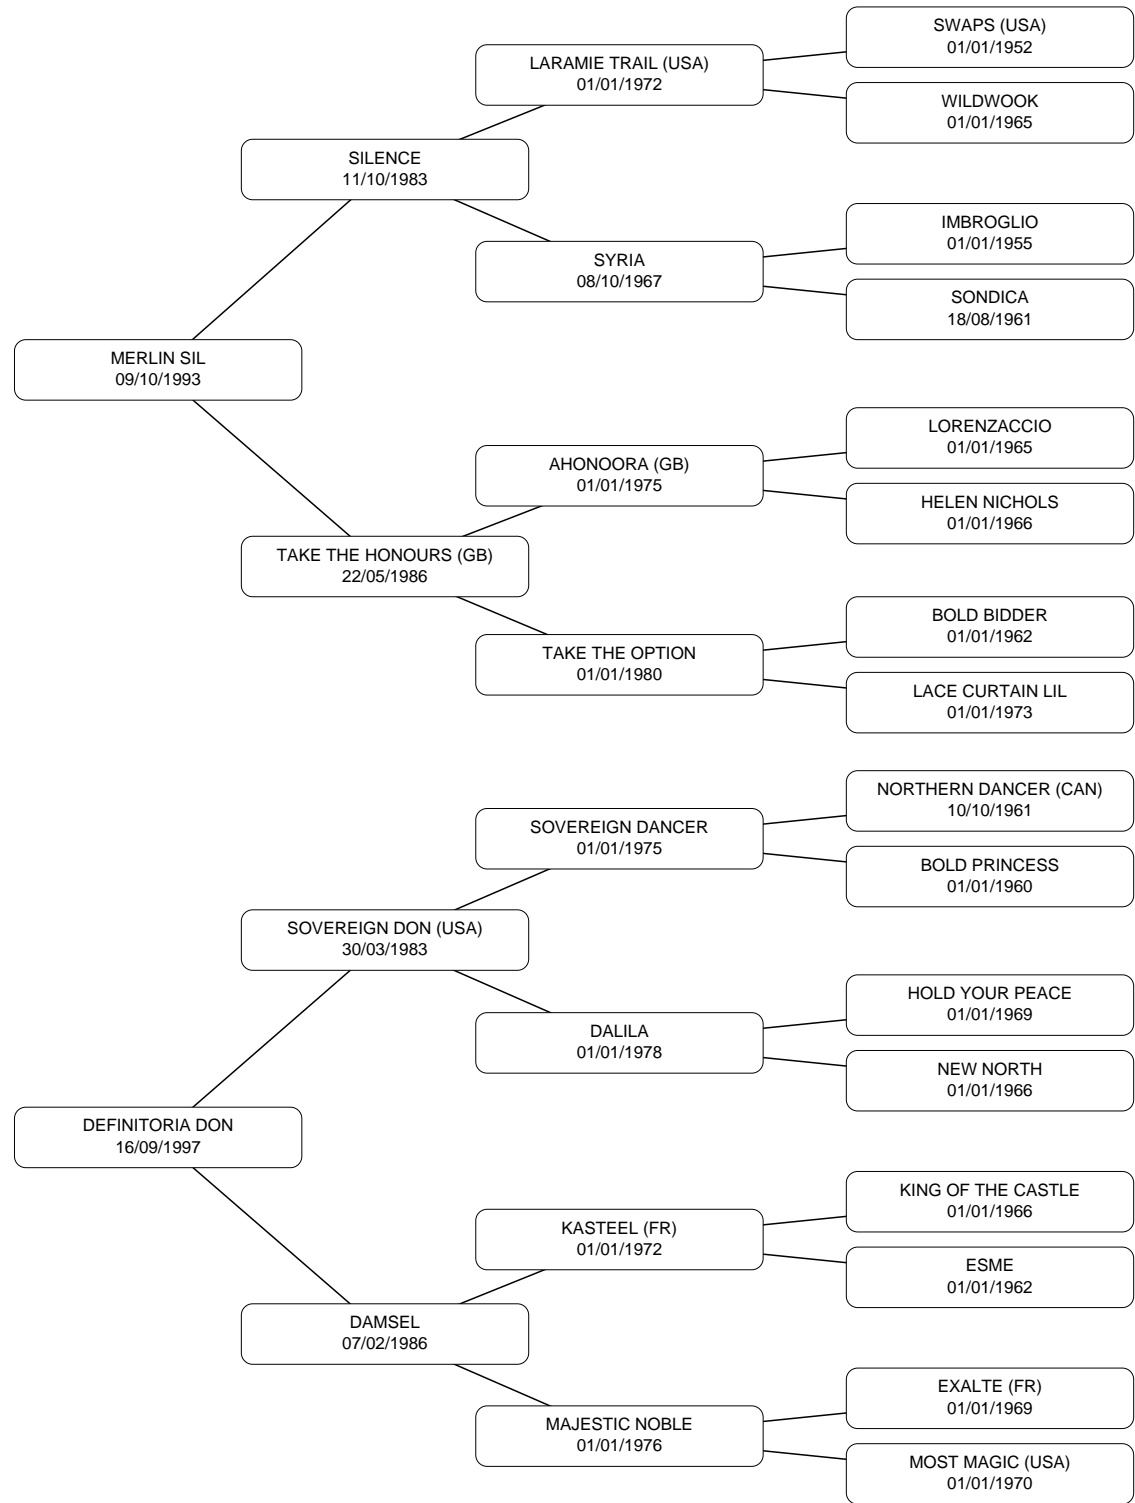 SWAPS (USA)
01/01/1952
LARAMIE TRAIL (USA)
01/01/1972
WILDWOOK
01/01/1965
SILENCE
11/10/1983
IMBROGLIO
01/01/1955
SYRIA
08/10/1967
SONDICA
18/08/1961
MERLIN SIL
09/10/1993
LORENZACCIO
01/01/1965
AHONOORA (GB)
01/01/1975
HELEN NICHOLS
01/01/1966
TAKE THE HONOURS (GB)
22/05/1986
BOLD BIDDER
01/01/1962
TAKE THE OPTION
01/01/1980
LACE CURTAIN LIL
01/01/1973
NORTHERN DANCER (CAN)
10/10/1961
SOVEREIGN DANCER
01/01/1975
BOLD PRINCESS
01/01/1960
SOVEREIGN DON (USA)
30/03/1983
HOLD YOUR PEACE
01/01/1969
DALILA
01/01/1978
NEW NORTH
01/01/1966
DEFINITORIA DON
16/09/1997
KING OF THE CASTLE
01/01/1966
KASTEEL (FR)
01/01/1972
ESME
01/01/1962
DAMSEL
07/02/1986
EXALTE (FR)
01/01/1969
MAJESTIC NOBLE
01/01/1976
MOST MAGIC (USA)
01/01/1970